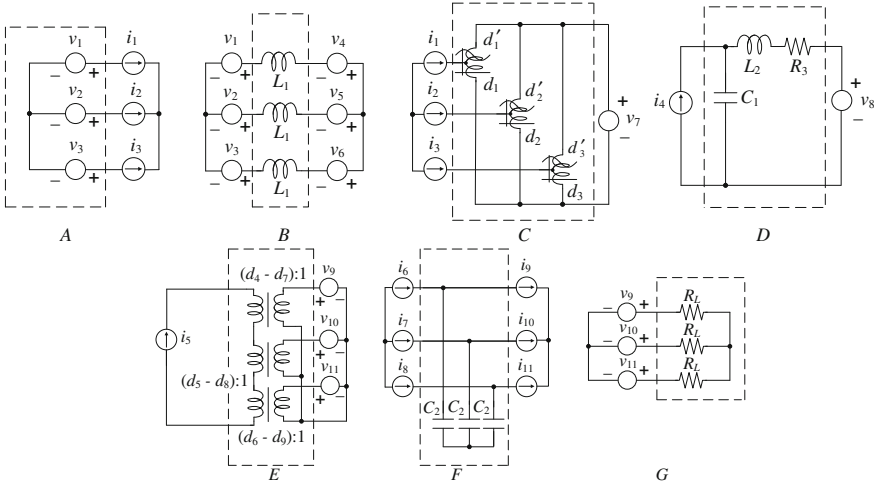 v1 i1
− +
v2 i2
− +
v3 i3
− +
A
v1 v4
− + + −
L1
v2 v5
− + + −
L1
v3 v6
− + + −
L1
B
i1 d1′
d1
i2 d2′
d2
i3 d3′
d3
+
v7
−
C
i4
C1
L2 R3
+
v8
−
D
i5
(d4 - d7):1
(d5 - d8):1
(d6 - d9):1
v9
+ −
v10
+ −
v11
+ −
E
i6 i9
i7 i10
i8 i11
C2 C2 C2
F
v9 RL
− +
v10 RL
− +
v11 RL
− +
G